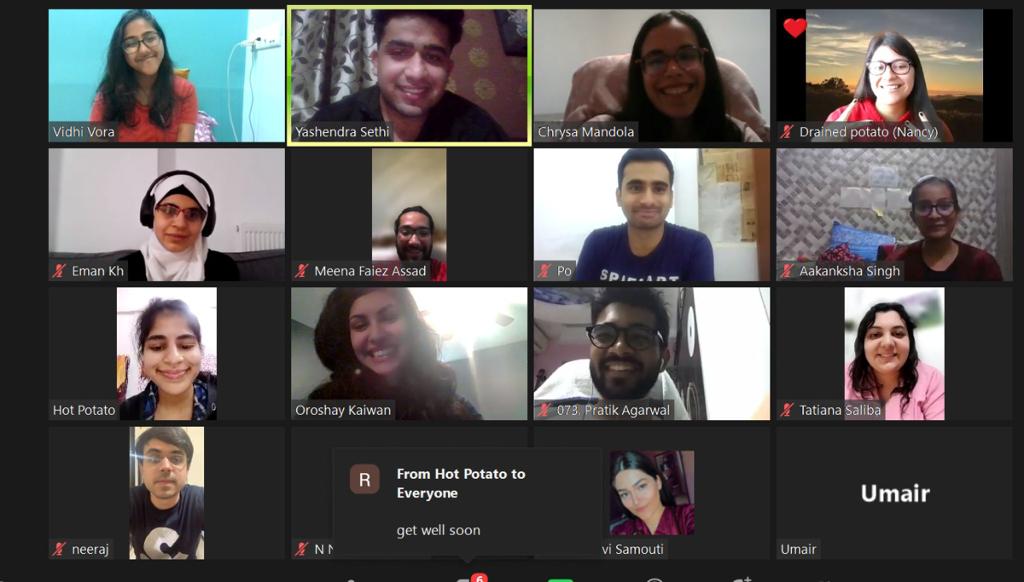 Vidhi Vora
Yashendra Sethi
Chrysa Mandola
Drained potato (Nancy)
Eman Kh
Meena Faiez Assad
Po
Aakanksha Singh
Hot Potato
Oroshay Kaiwan
073. Pratik Agarwal
Tatiana Saliba
R
From Hot Potato to
Everyone
get well soon
Umair
neeraj
N
Samouti
Umair
6